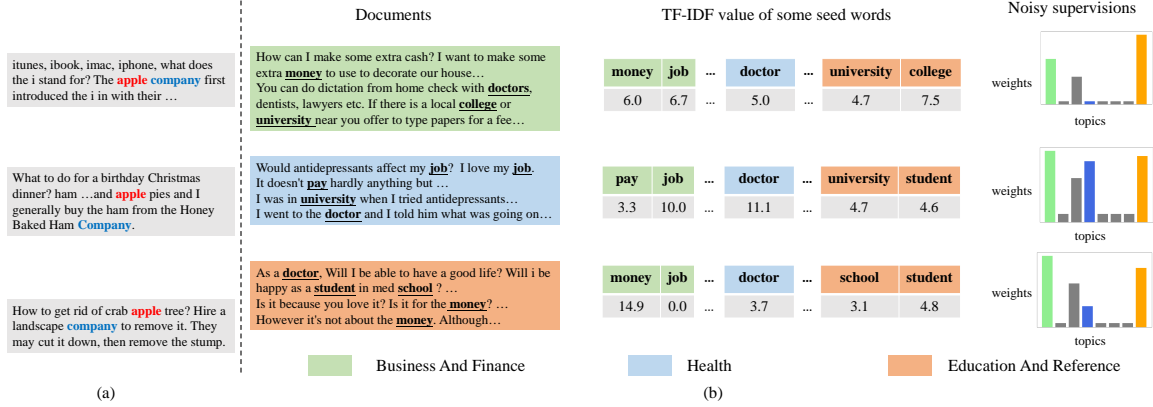 Documents
TF-IDF value of some seed words
Noisy supervisions
itunes, ibook, imac, iphone, what does
the i stand for? The apple company first
introduced the i in with their …
What to do for a birthday Christmas
dinner? ham …and apple pies and I
generally buy the ham from the Honey
Baked Ham Company.
How to get rid of crab apple tree? Hire a
landscape company to remove it. They
may cut it down, then remove the stump.
(a)
How can I make some extra cash? I want to make some
extra money to use to decorate our house…
You can do dictation from home check with doctors,
dentists, lawyers etc. If there is a local college or
university near you offer to type papers for a fee…
money job ... doctor ... university college
6.0 6.7 ... 5.0 ... 4.7 7.5
weights
topics
Would antidepressants affect my job? I love my job.
It doesn't pay hardly anything but …
I was in university when I tried antidepressants…
I went to the doctor and I told him what was going on…
pay job ... doctor ... university student
3.3 10.0 ... 11.1 ... 4.7 4.6
weights
topics
As a doctor, Will I be able to have a good life? Will i be
happy as a student in med school ? …
Is it because you love it? Is it for the money? …
However it's not about the money. Although…
money job ... doctor ... school student
14.9 0.0 ... 3.7 ... 3.1 4.8
weights
topics
Business And Finance
Health
Education And Reference
(b)